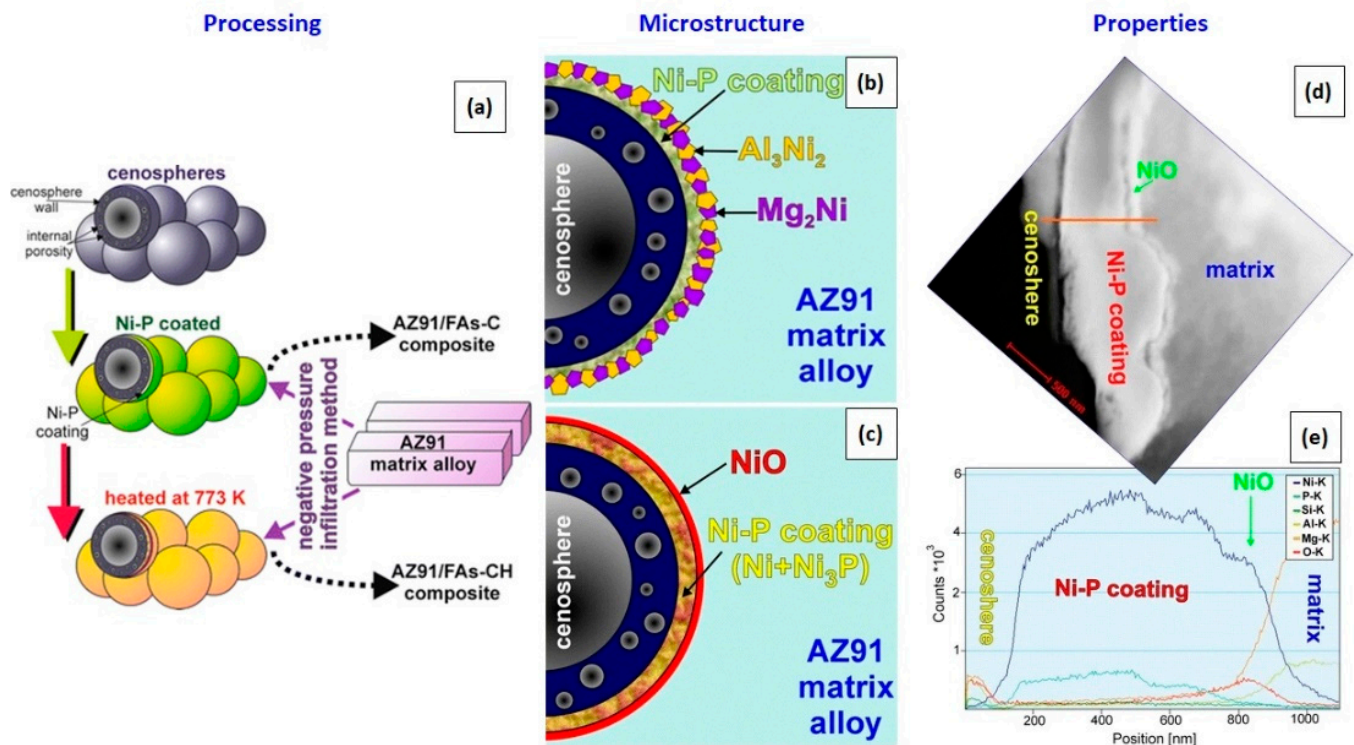 Processing
Microstructure
Properties
(a)
cenospheres
cenosphere
wall
internal
porosity
Ni-P coated
Ni-P
coating
heated at 773 K
AZ91/FAs-C
composite
negative pressure
infiltration method
AZ91
matrix alloy
AZ91/FAs-CH
composite
(b)
Ni-P coating
Al3Ni2
Mg2Ni
cenosphere
AZ91
matrix
alloy
(c)
NiO
Ni-P coating
(Ni+Ni3P)
cenosphere
AZ91
matrix
alloy
(d)
NiO
cenoshere
Ni-P coating
matrix
500 nm
(e)
NiO
Ni-K
P-K
Si-K
Al-K
Mg-K
O-K
cenoshere
Ni-P coating
matrix
Counts *10^3
6
4
2
1
200
400
600
800
1000
Position [nm]